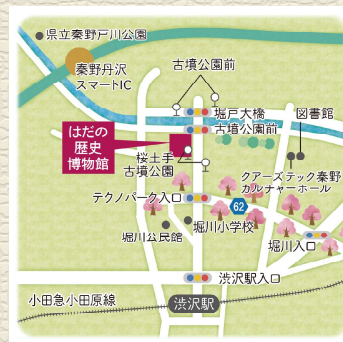 県立秦野戸川公園
秦野丹沢
スマートIC
古墳公園前
堀戸大橋
図書館
古墳公園前
はだの
歴史
博物館
桜土手
古墳公園
クアーズテック秦野
カルチャーホール
テクノパーク入口
62
堀川小学校
堀川公民館
堀川入口
渋沢駅入口
小田急小田原線
渋沢駅